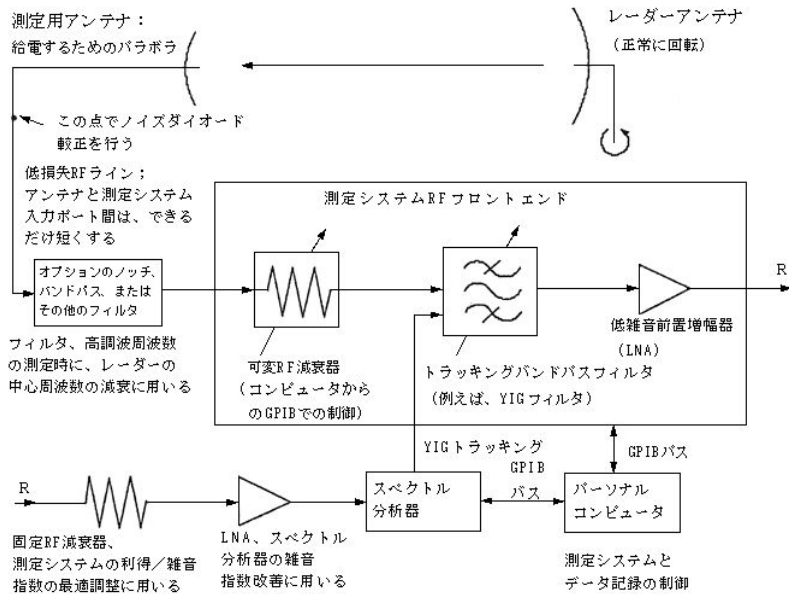 測定用アンテナ：
給電するためのパラボラ
レーダーアンテナ
（正常に回転）
この点でノイズダイオード
較正を行う
低損失RFライン；
アンテナと測定システム
入力ポート間は、できる
だけ短くする
測定システムRFフロントエンド
オプションのノッチ、
バンドパス、または
その他のフィルタ
R
フィルタ、高調波周波数
の測定時に、レーダーの
中心周波数の減衰に用いる
可変RF減衰器
（コンピュータから
のGPIBでの制御）
トラッキングバンドパスフィルタ
（例えば、YIGフィルタ）
低雑音前置増幅器
（LNA）
YIGトラッキング
GPIB
バス
GPIBバス
R
スペクトル
分析器
パーソナル
コンピュータ
固定RF減衰器、
測定システムの利得／雑音
指数の最適調整に用いる
LNA、スペクトル
分析器の雑音
指数改善に用いる
測定システムと
データ記録の制御